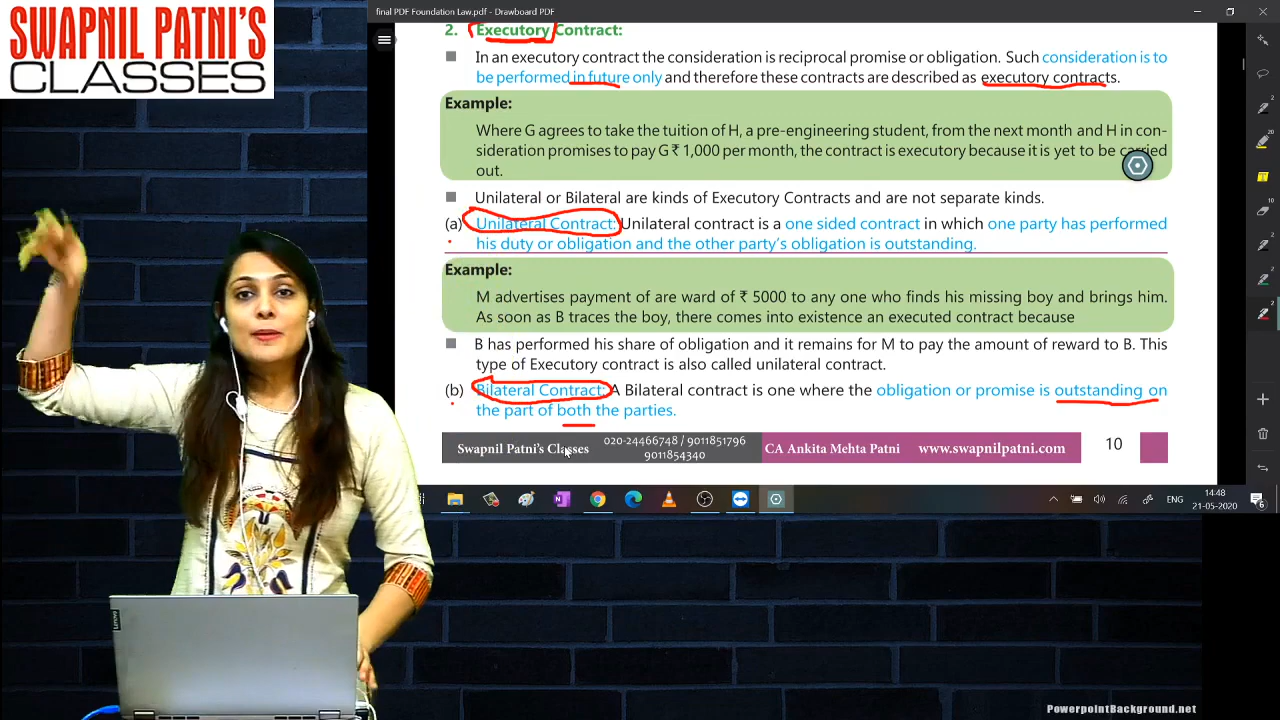 SWAPNIL PATNI'S
CLASSES
final PDF Foundation Law.pdf - Drawboard PDF
2. Executory Contract:
In an executory contract the consideration is reciprocal promise or obligation. Such consideration is to
be performed in future only and therefore these contracts are described as executory contracts.
Example:
Where G agrees to take the tuition of H, a pre-engineering student, from the next month and H in con-
sideration promises to pay G ₹ 1,000 per month, the contract is executory because it is yet to be carried
out.
Unilateral or Bilateral are kinds of Executory Contracts and are not separate kinds.
(a) Unilateral Contract: Unilateral contract is a one sided contract in which one party has performed
his duty or obligation and the other party's obligation is outstanding.
Example:
M advertises payment of are ward of ₹ 5000 to any one who finds his missing boy and brings him.
As soon as B traces the boy, there comes into existence an executed contract because
B has performed his share of obligation and it remains for M to pay the amount of reward to B. This
type of Executory contract is also called unilateral contract.
(b) Bilateral Contract: A Bilateral contract is one where the obligation or promise is outstanding on
the part of both the parties.
Swapnil Patni's Classes 020-24466748 / 9011851796 CA Ankita Mehta Patni www.swapnilpatni.com 10
9011854340
ENG 14:48
21-05-2020
Lenovo
PowerpointBackground.net